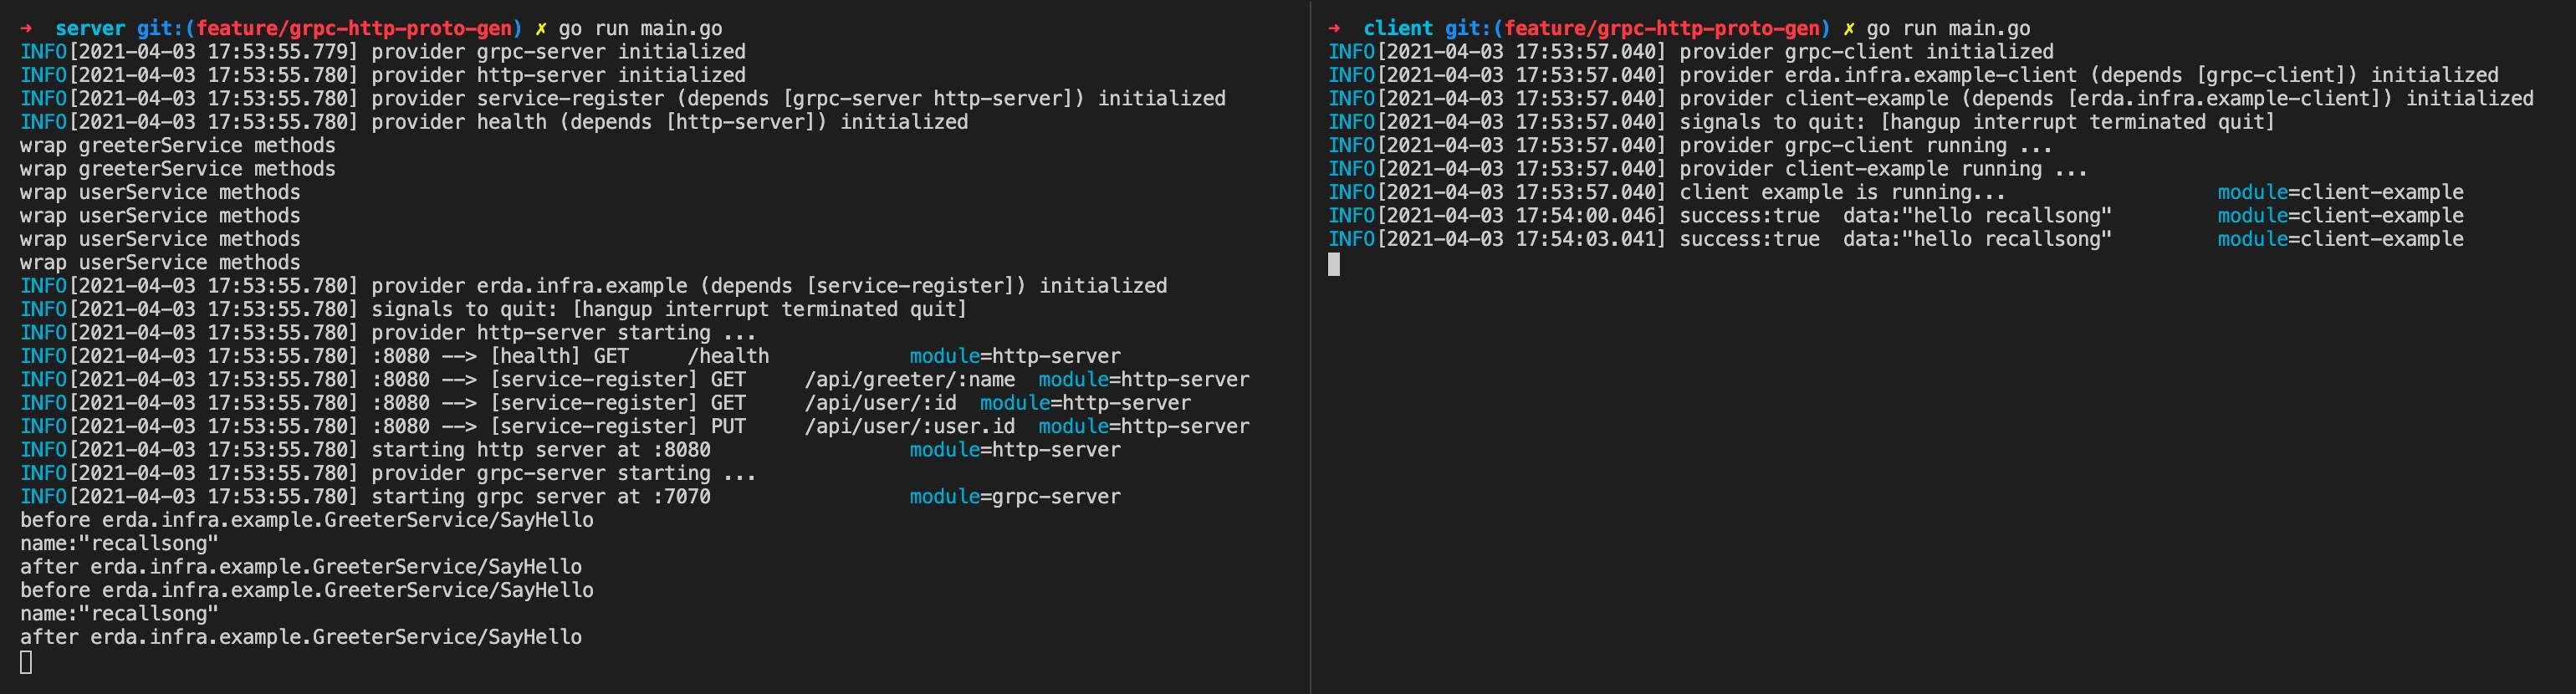 ➜  server git:(feature/grpc-http-proto-gen) ✗ go run main.go
INFO[2021-04-03 17:53:55.779] provider grpc-server initialized
INFO[2021-04-03 17:53:55.780] provider http-server initialized
INFO[2021-04-03 17:53:55.780] provider service-register (depends [grpc-server http-server]) initialized
INFO[2021-04-03 17:53:55.780] provider health (depends [http-server]) initialized
wrap greeterService methods
wrap greeterService methods
wrap userService methods
wrap userService methods
wrap userService methods
wrap userService methods
INFO[2021-04-03 17:53:55.780] provider erda.infra.example (depends [service-register]) initialized
INFO[2021-04-03 17:53:55.780] signals to quit: [hangup interrupt terminated quit]
INFO[2021-04-03 17:53:55.780] provider http-server starting ...
INFO[2021-04-03 17:53:55.780] :8080 --> [health] GET     /health            module=http-server
INFO[2021-04-03 17:53:55.780] :8080 --> [service-register] GET     /api/greeter/:name  module=http-server
INFO[2021-04-03 17:53:55.780] :8080 --> [service-register] GET     /api/user/:id  module=http-server
INFO[2021-04-03 17:53:55.780] :8080 --> [service-register] PUT     /api/user/:user.id  module=http-server
INFO[2021-04-03 17:53:55.780] starting http server at :8080                 module=http-server
INFO[2021-04-03 17:53:55.780] provider grpc-server starting ...
INFO[2021-04-03 17:53:55.780] starting grpc server at :7070                 module=grpc-server
before erda.infra.example.GreeterService/SayHello
name:"recallsong"
after erda.infra.example.GreeterService/SayHello
before erda.infra.example.GreeterService/SayHello
name:"recallsong"
after erda.infra.example.GreeterService/SayHello
➜  client git:(feature/grpc-http-proto-gen) ✗ go run main.go
INFO[2021-04-03 17:53:57.040] provider grpc-client initialized
INFO[2021-04-03 17:53:57.040] provider erda.infra.example-client (depends [grpc-client]) initialized
INFO[2021-04-03 17:53:57.040] provider client-example (depends [erda.infra.example-client]) initialized
INFO[2021-04-03 17:53:57.040] signals to quit: [hangup interrupt terminated quit]
INFO[2021-04-03 17:53:57.040] provider grpc-client running ...
INFO[2021-04-03 17:53:57.040] provider client-example running ...
INFO[2021-04-03 17:53:57.040] client example is running...                  module=client-example
INFO[2021-04-03 17:54:00.046] success:true  data:"hello recallsong"         module=client-example
INFO[2021-04-03 17:54:03.041] success:true  data:"hello recallsong"         module=client-example